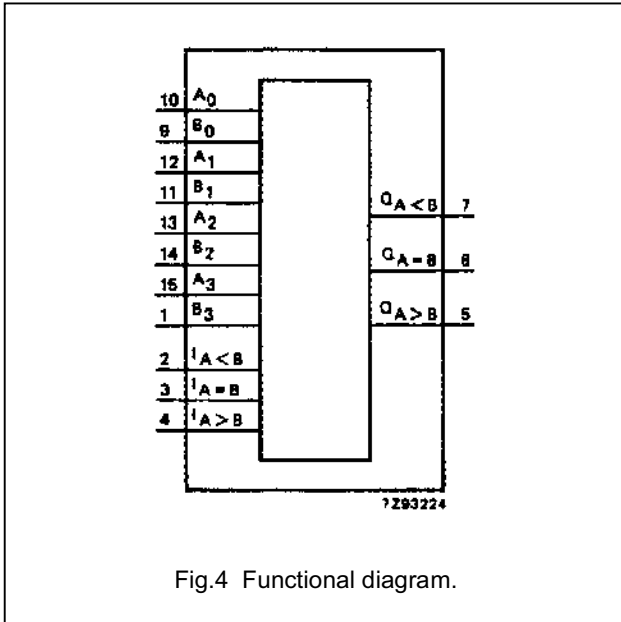 10 A0
9 B0
12 A1
11 B1
13 A2
14 B2
15 A3
1 B3
2 IA<B
3 IA=B
4 IA>B
QA<B 7
QA=B 6
QA>B 5
7Z93224
Fig.4 Functional diagram.